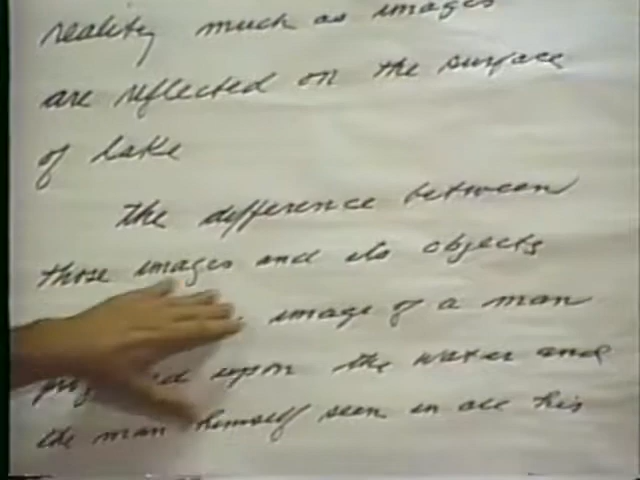 reality much as images
are reflected on the surface
of lake
The difference between
those images and its objects
image of a man
upon the water and
the man himself seen in all his